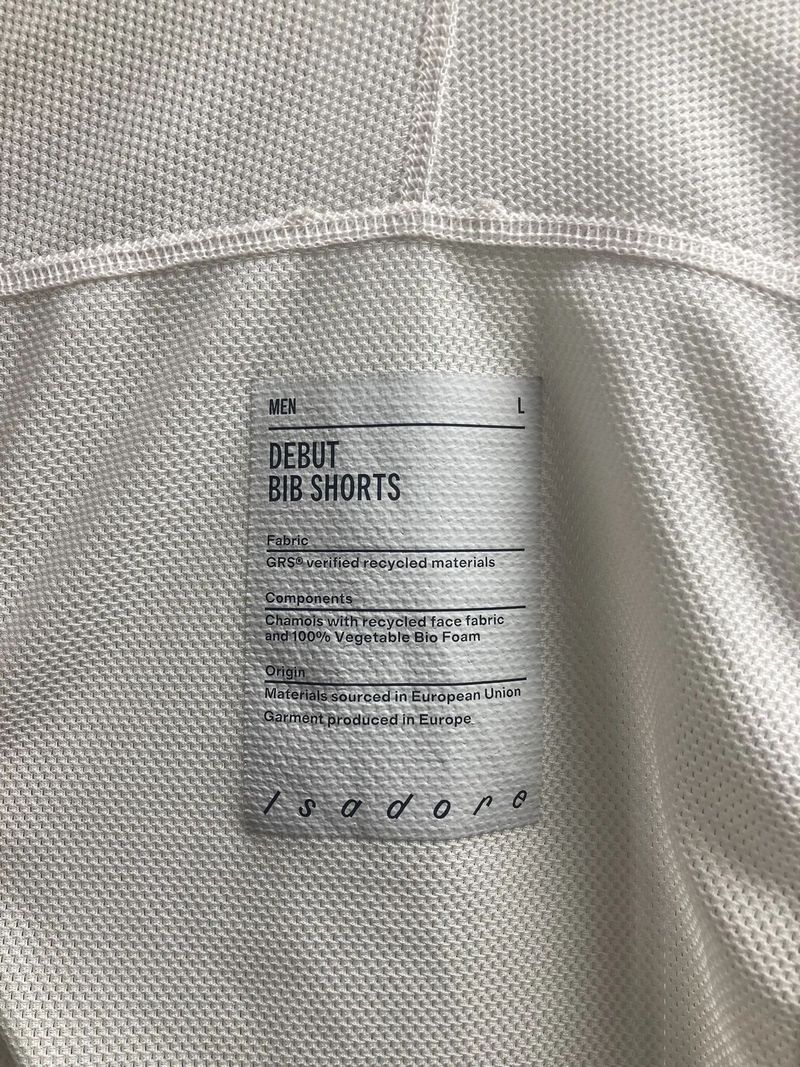 MEN L
DEBUT
BIB SHORTS
Fabric
GRS® verified recycled materials
Components
Chamois with recycled face fabric
and 100% Vegetable Bio Foam
Origin
Materials sourced in European Union
Garment produced in Europe
Isadore